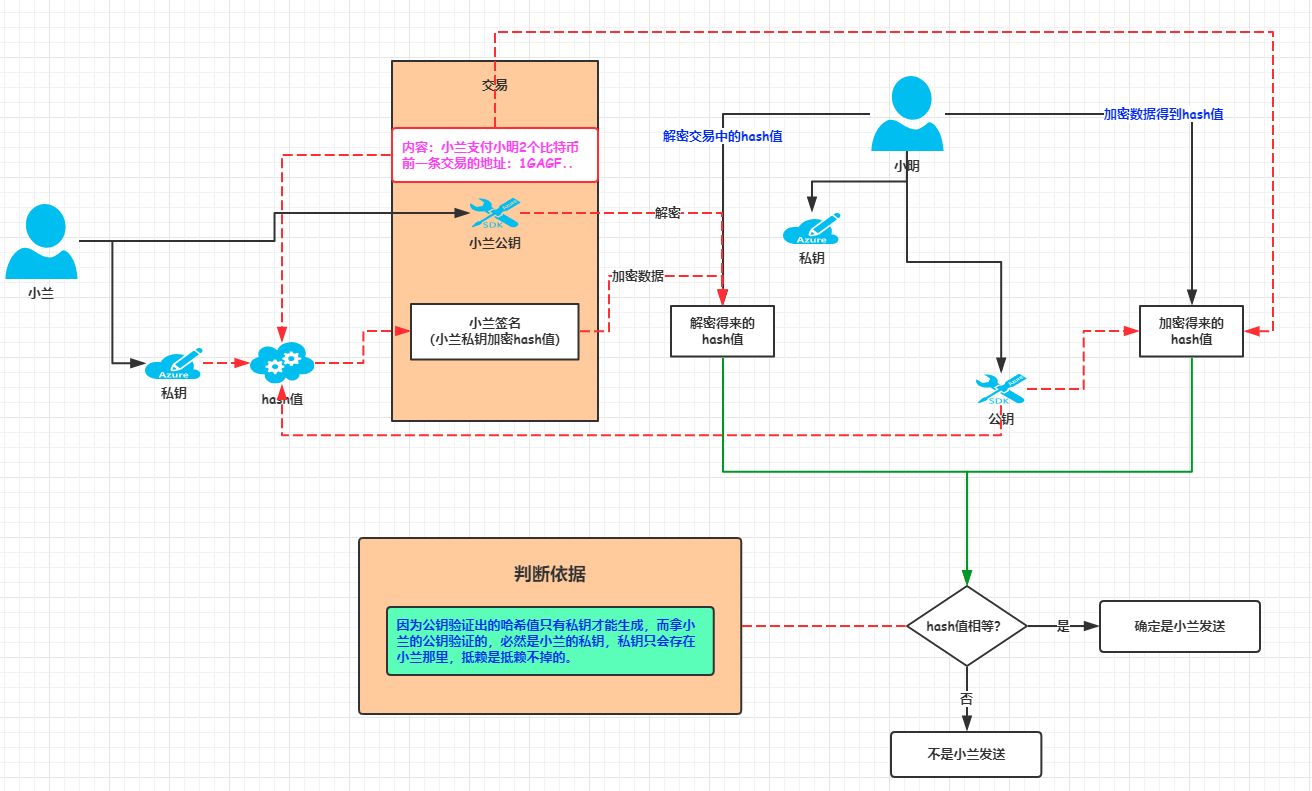 交易
内容：小兰支付小明2个比特币
前一条交易的地址：1GAGF..
SDK
小兰公钥
小兰签名
(小兰私钥加密hash值)
小兰
Azure
私钥
hash值
解密
加密数据
解密交易中的hash值
小明
加密数据得到hash值
Azure
私钥
解密得来的
hash值
加密得来的
hash值
SDK
公钥
判断依据
因为公钥验证出的哈希值只有私钥才能生成，而拿小
兰的公钥验证的，必然是小兰的私钥，私钥只会存在
小兰那里，抵赖是抵赖不掉的。
hash值相等？
是
确定是小兰发送
否
不是小兰发送